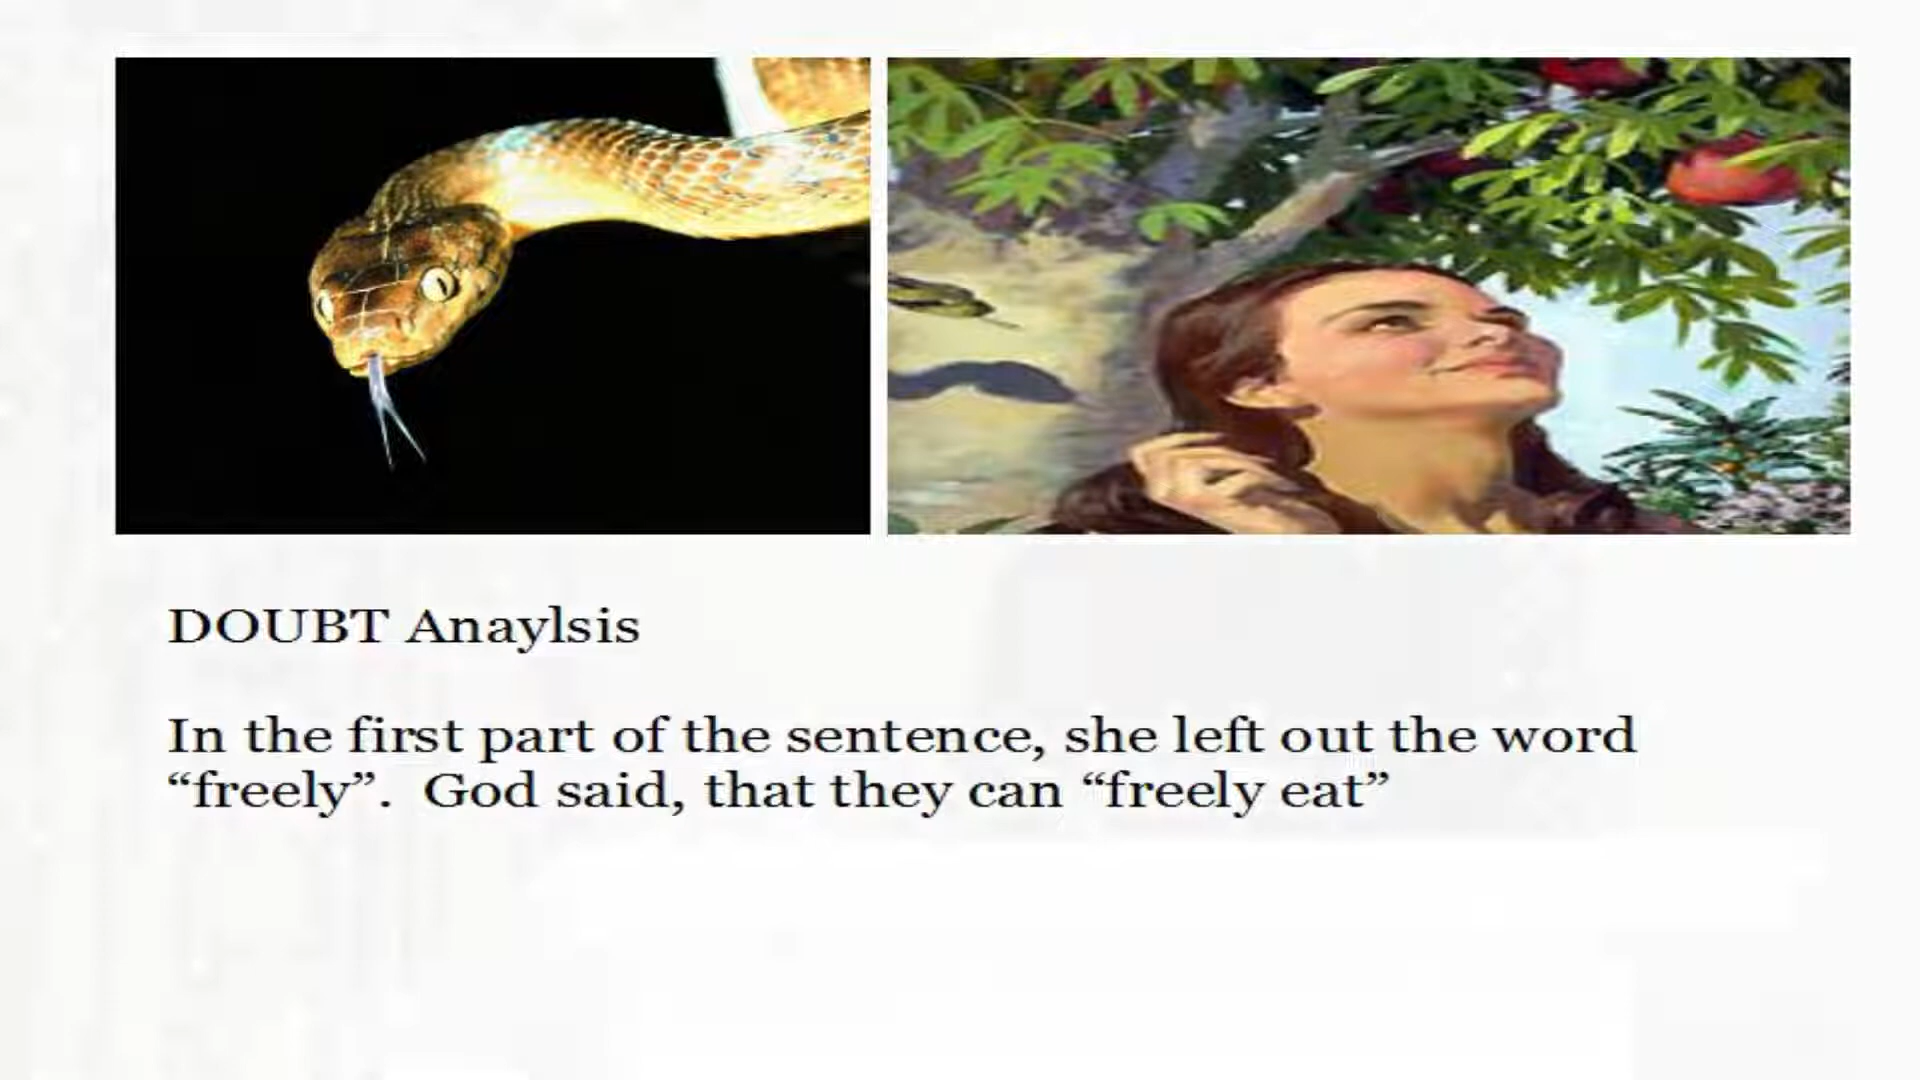 DOUBT Anaylsis
In the first part of the sentence, she left out the word
“freely”.  God said, that they can “freely eat”